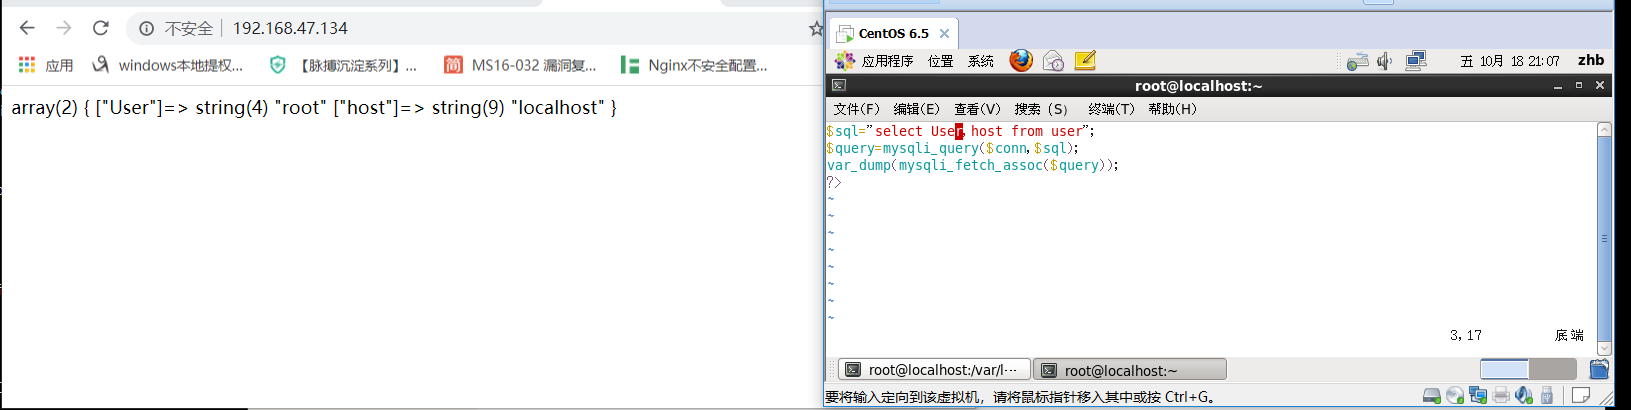 不安全 192.168.47.134
应用 windows本地提权... 【脉搏沉淀系列】... MS16-032 漏洞复... Nginx不安全配置...
array(2) { ["User"]=> string(4) "root" ["host"]=> string(9) "localhost" }
CentOS 6.5
应用程序 位置 系统 五 10月 18 21:07 zhb
root@localhost:~
文件(F) 编辑(E) 查看(V) 搜索 (S) 终端(T) 帮助(H)
$sql="select User,host from user";
$query=mysqli_query($conn,$sql);
var_dump(mysqli_fetch_assoc($query));
?>
~
~
~
~
~
~
~
~
3,17 底端
root@localhost:/var/l··· root@localhost:~
要将输入定向到该虚拟机，请将鼠标指针移入其中或按 Ctrl+G。